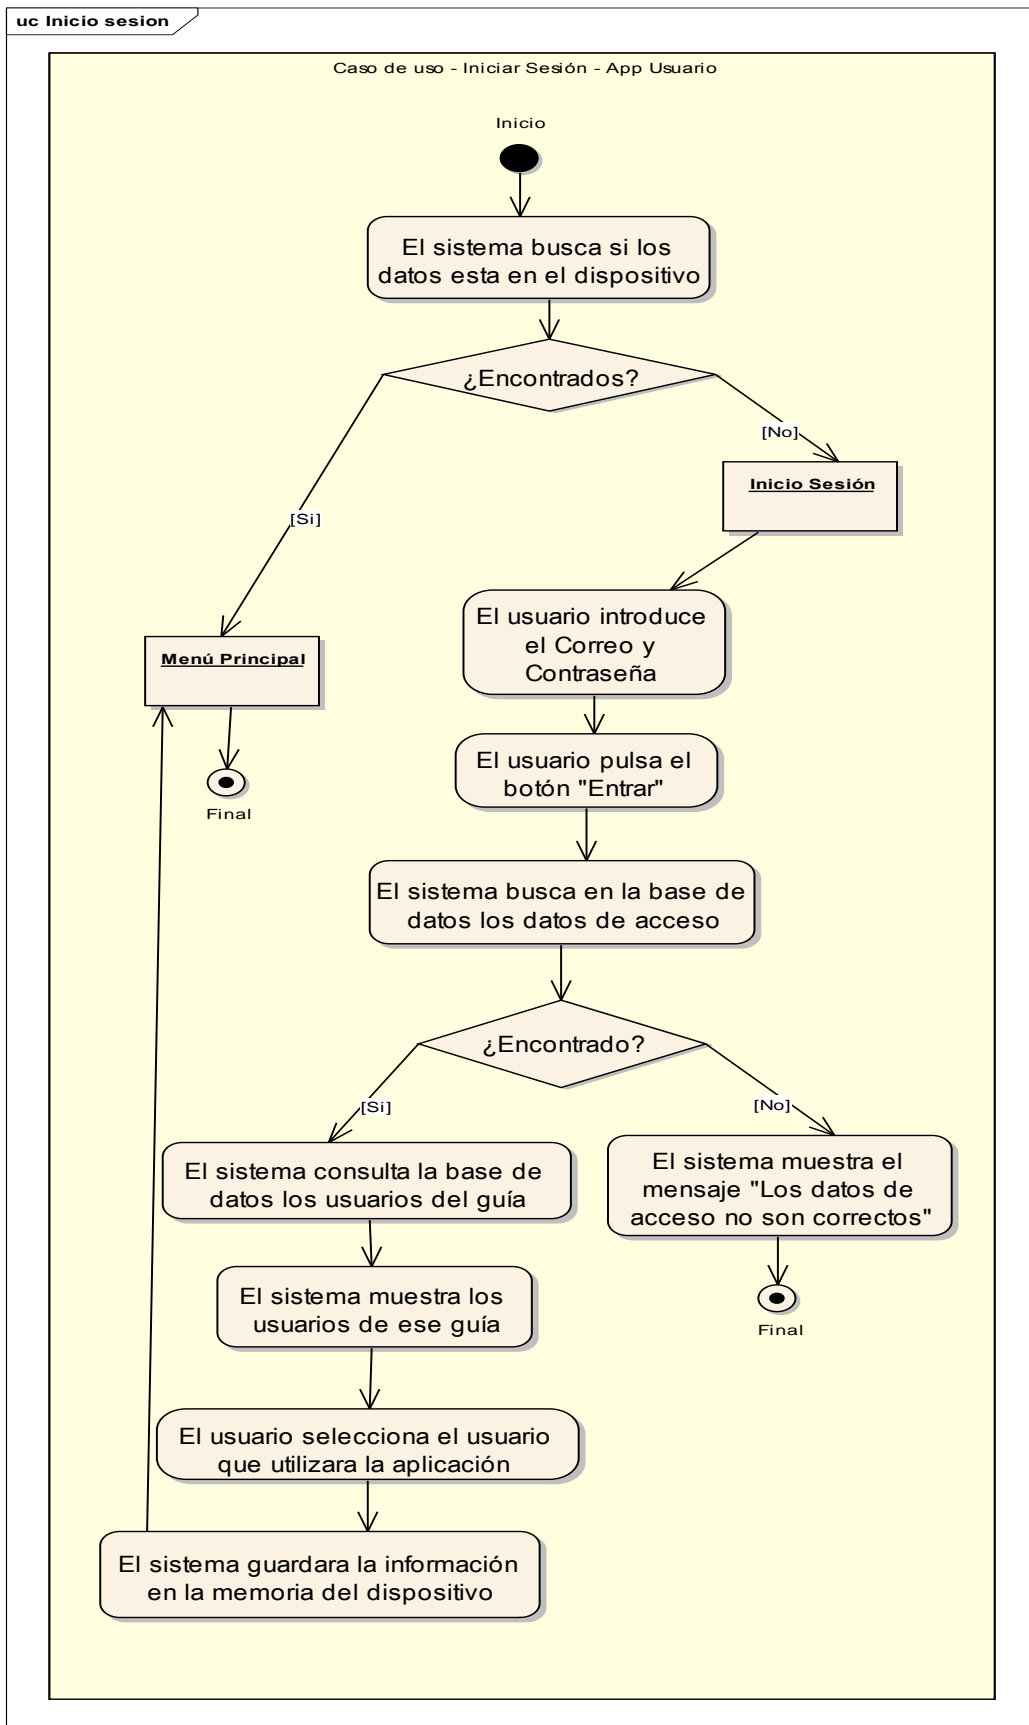 uc Inicio sesion
Caso de uso - Iniciar Sesión - App Usuario
Inicio
El sistema busca si los
datos esta en el dispositivo
¿Encontrados?
[No]
Inicio Sesión
[Si]
El usuario introduce
el Correo y
Contraseña
Menú Principal
El usuario pulsa el
botón "Entrar"
Final
El sistema busca en la base de
datos los datos de acceso
¿Encontrado?
[Si]
[No]
El sistema consulta la base de
datos los usuarios del guía
El sistema muestra el
mensaje "Los datos de
acceso no son correctos"
El sistema muestra los
usuarios de ese guía
Final
El usuario selecciona el usuario
que utilizara la aplicación
El sistema guardara la información
en la memoria del dispositivo